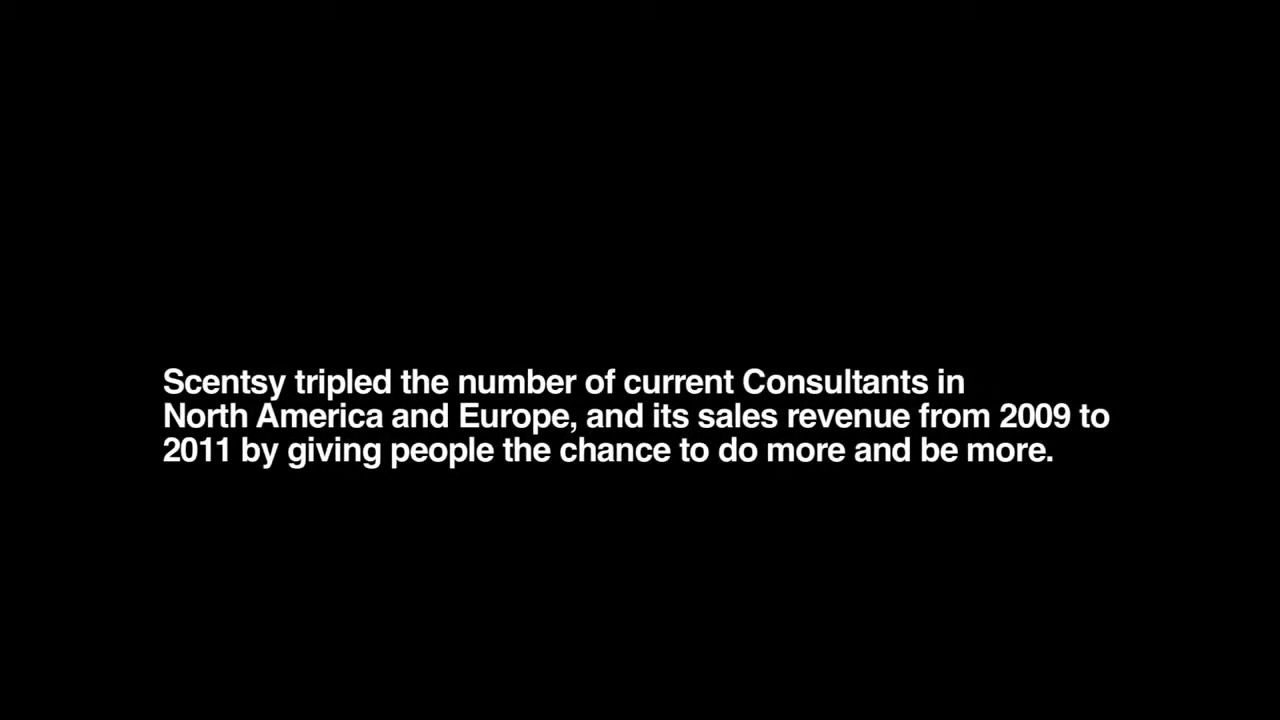 Scentsy tripled the number of current Consultants in
North America and Europe, and its sales revenue from 2009 to
2011 by giving people the chance to do more and be more.